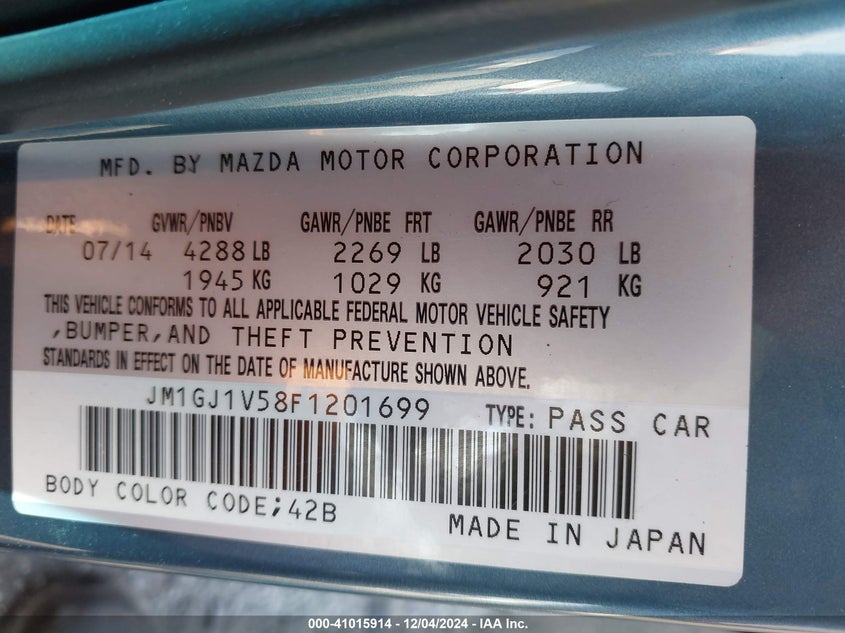 MFD. BY MAZDA MOTOR CORPORATION
DATE GVWR/PNBV GAWR/PNBE FRT GAWR/PNBE RR
07/14 4288 LB 2269 LB 2030 LB
1945 KG 1029 KG 921 KG
THIS VEHICLE CONFORMS TO ALL APPLICABLE FEDERAL MOTOR VEHICLE SAFETY
,BUMPER,AND THEFT PREVENTION
STANDARDS IN EFFECT ON THE DATE OF MANUFACTURE SHOWN ABOVE.
JM1GJ1V58F1201699 TYPE: PASS CAR
BODY COLOR CODE;42B
MADE IN JAPAN
000-41015914 - 12/04/2024 - IAA Inc.